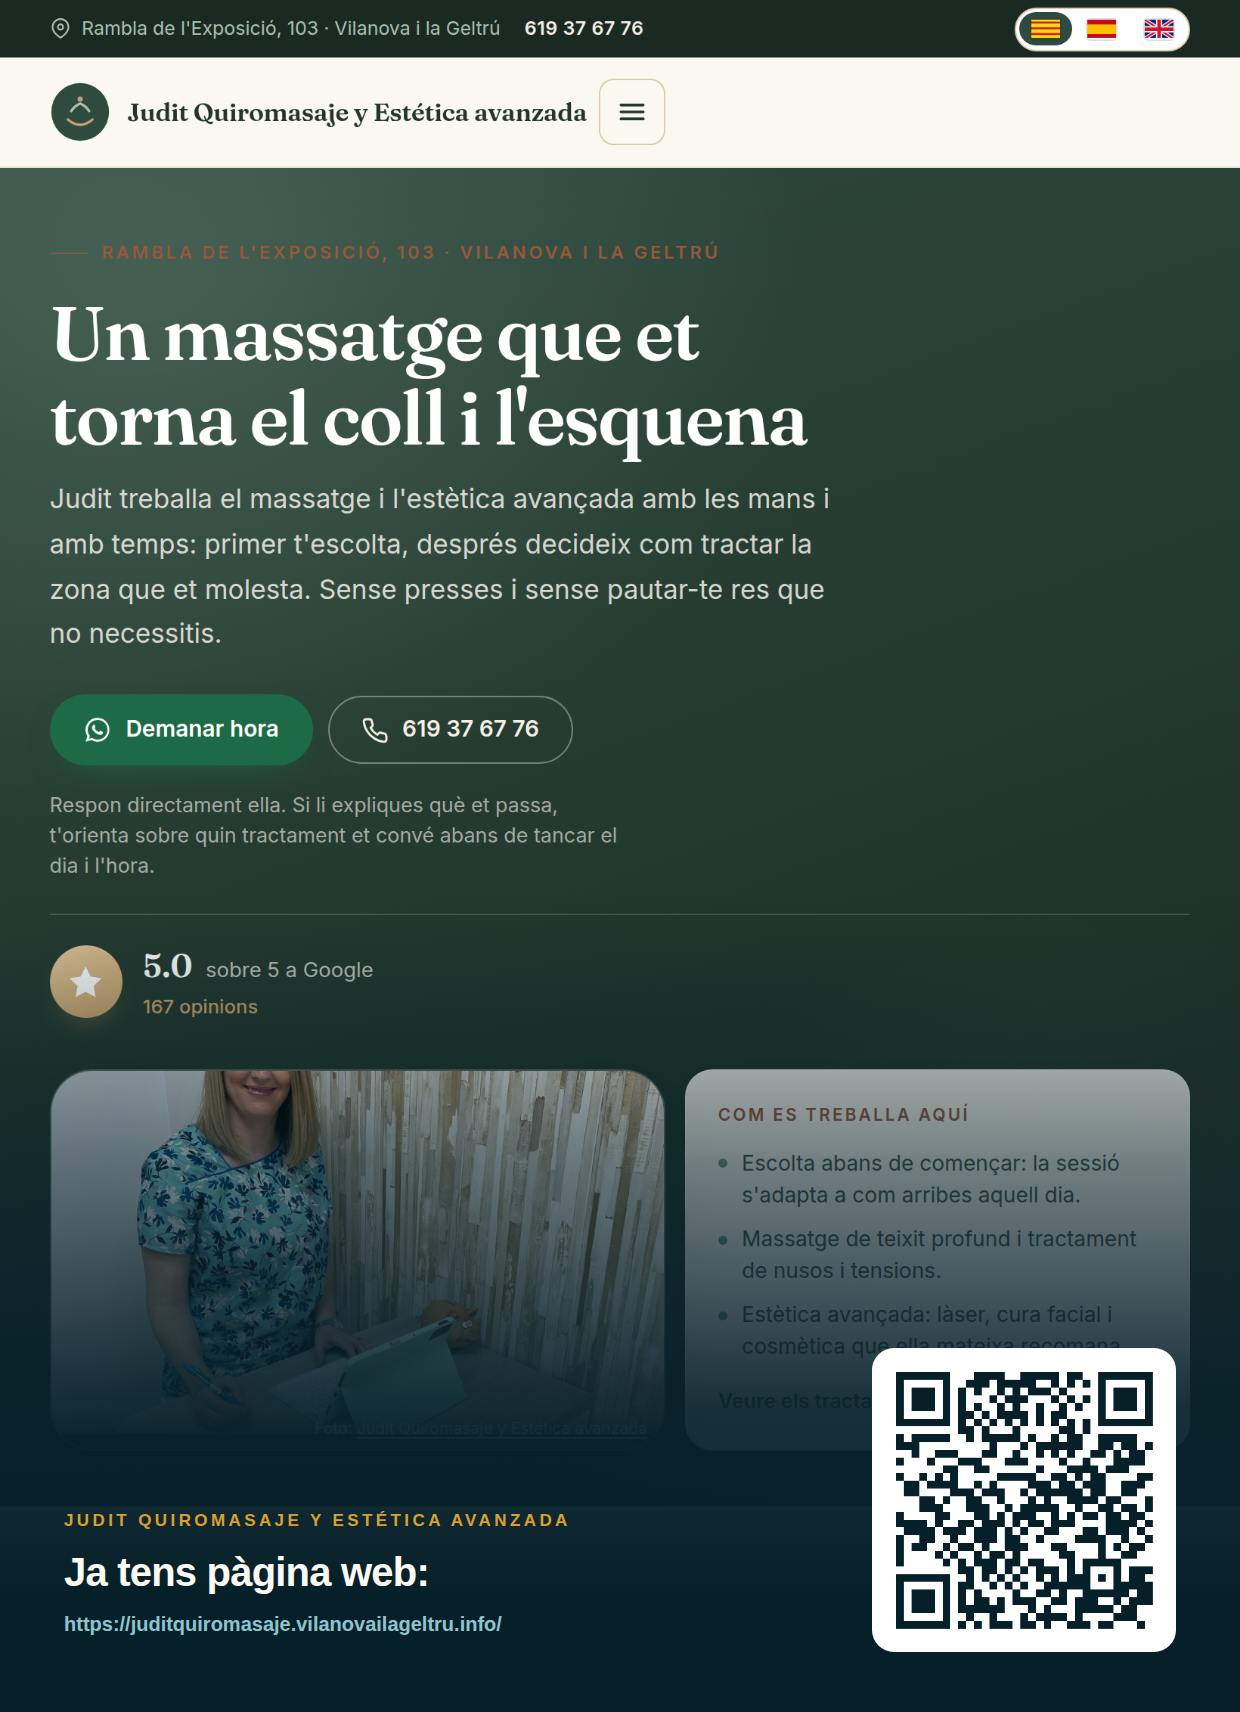 Rambla de l'Exposició, 103 · Vilanova i la Geltrú 619 37 67 76
Judit Quiromasaje y Estética avanzada
RAMBLA DE L'EXPOSICIÓ, 103 · VILANOVA I LA GELTRÚ
Un massatge que et
torna el coll i l'esquena
Judit treballa el massatge i l'estètica avançada amb les mans i
amb temps: primer t'escolta, després decideix com tractar la
zona que et molesta. Sense presses i sense pautar-te res que
no necessitis.
Demanar hora
619 37 67 76
Respon directament ella. Si li expliques què et passa,
t'orienta sobre quin tractament et convé abans de tancar el
dia i l'hora.
5.0 sobre 5 a Google
167 opinions
COM ES TREBALLA AQUÍ
Escolta abans de començar: la sessió
s'adapta a com arribes aquell dia.
Massatge de teixit profund i tractament
de nusos i tensions.
Estètica avançada: làser, cura facial i
cosmètica que ella mateixa recomana.
Veure els tracta
Foto: Judit Quiromasaje y Estética avanzada
JUDIT QUIROMASAJE Y ESTÉTICA AVANZADA
Ja tens pàgina web:
https://juditquiromasaje.vilanovailageltru.info/